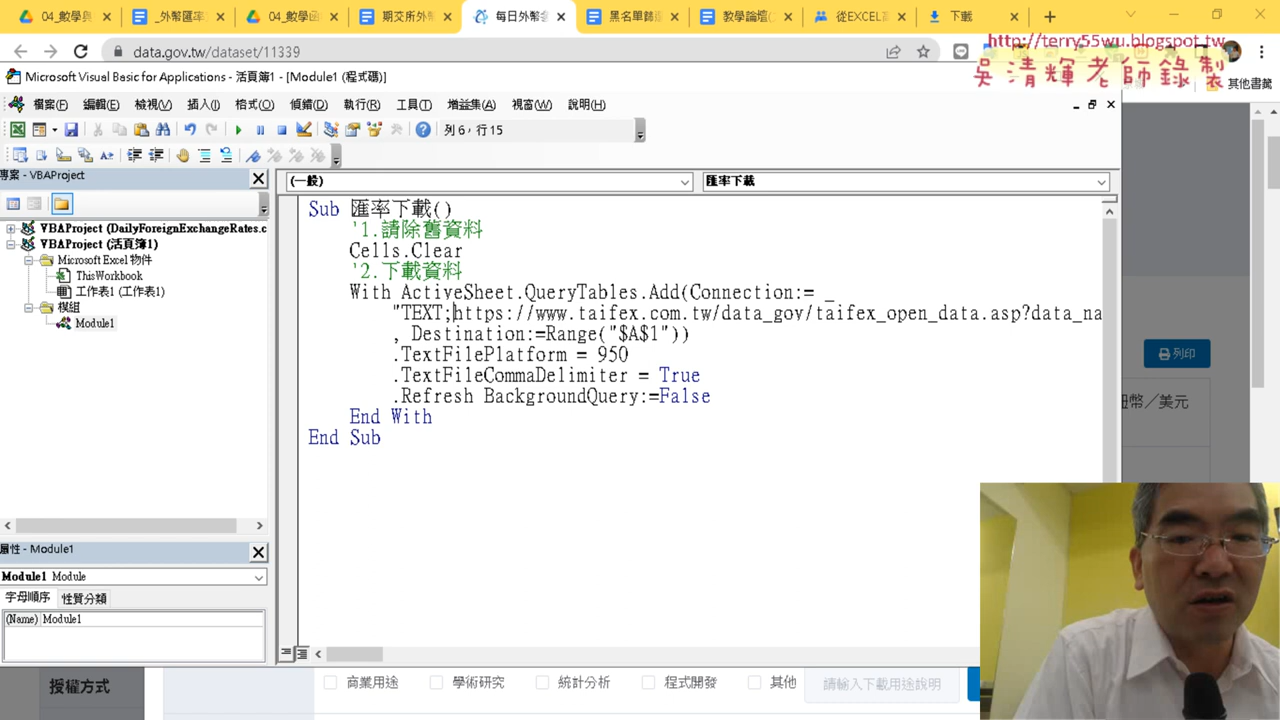 04_數學與
_外幣匯率
04_數學函
期交所外
每日外幣
黑名單篩
教學論壇
從EXCEL
下載
data.gov.tw/dataset/11339
http://terry55wu.blogspot.tw
吳清輝老師錄製
其他書籤
Microsoft Visual Basic for Applications - 活頁簿1 - [Module1 (程式碼)]
檔案(F) 編輯(E) 檢視(V) 插入(I) 格式(O) 偵錯(D) 執行(R) 工具(T) 增益集(A) 視窗(W) 說明(H)
列 6, 行 15
專案 - VBAProject
(一般)
匯率下載
VBAProject (DailyForeignExchangeRates.c
VBAProject (活頁簿1)
Microsoft Excel 物件
ThisWorkbook
工作表1 (工作表1)
模組
Module1
Sub 匯率下載()
'1.請除舊資料
Cells.Clear
'2.下載資料
With ActiveSheet.QueryTables.Add(Connection:= _
"TEXT;https://www.taifex.com.tw/data_gov/taifex_open_data.asp?data_na
, Destination:=Range("$A$1"))
.TextFilePlatform = 950
.TextFileCommaDelimiter = True
.Refresh BackgroundQuery:=False
End With
End Sub
列印
幣／美元
屬性 - Module1
Module1 Module
字母順序 性質分類
(Name) Module1
授權方式
商業用途 學術研究 統計分析 程式開發 其他 請輸入下載用途說明